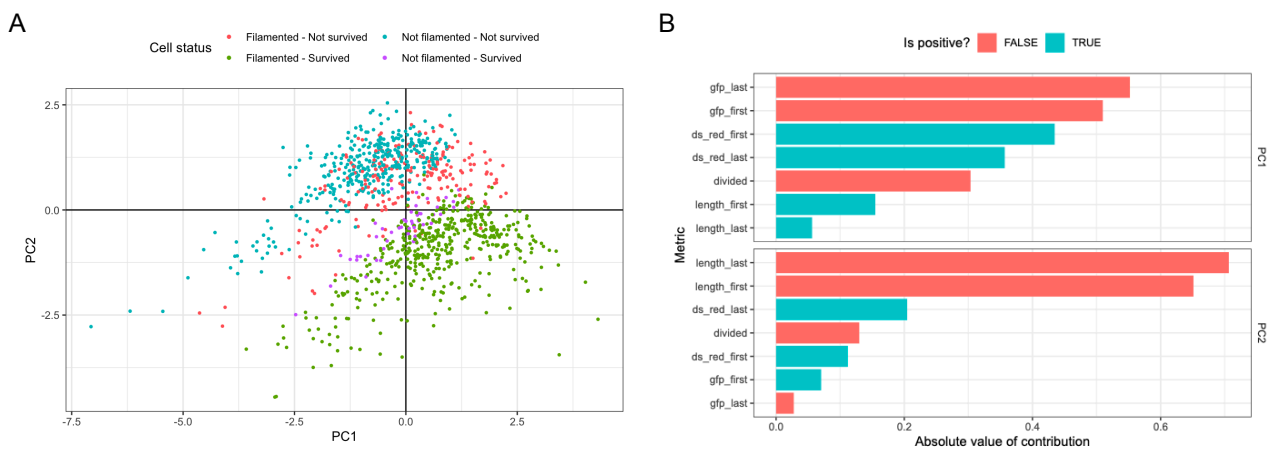 A
Cell status
Filamented - Not survived
Not filamented - Not survived
Filamented - Survived
Not filamented - Survived
2.5
0.0
-2.5
PC2
-7.5
-5.0
-2.5
0.0
2.5
PC1
B
Is positive?
FALSE
TRUE
gfp_last
gfp_first
ds_red_first
ds_red_last
divided
length_first
length_last
PC1
Metric
length_last
length_first
ds_red_last
divided
ds_red_first
gfp_first
gfp_last
PC2
0.0
0.2
0.4
0.6
Absolute value of contribution